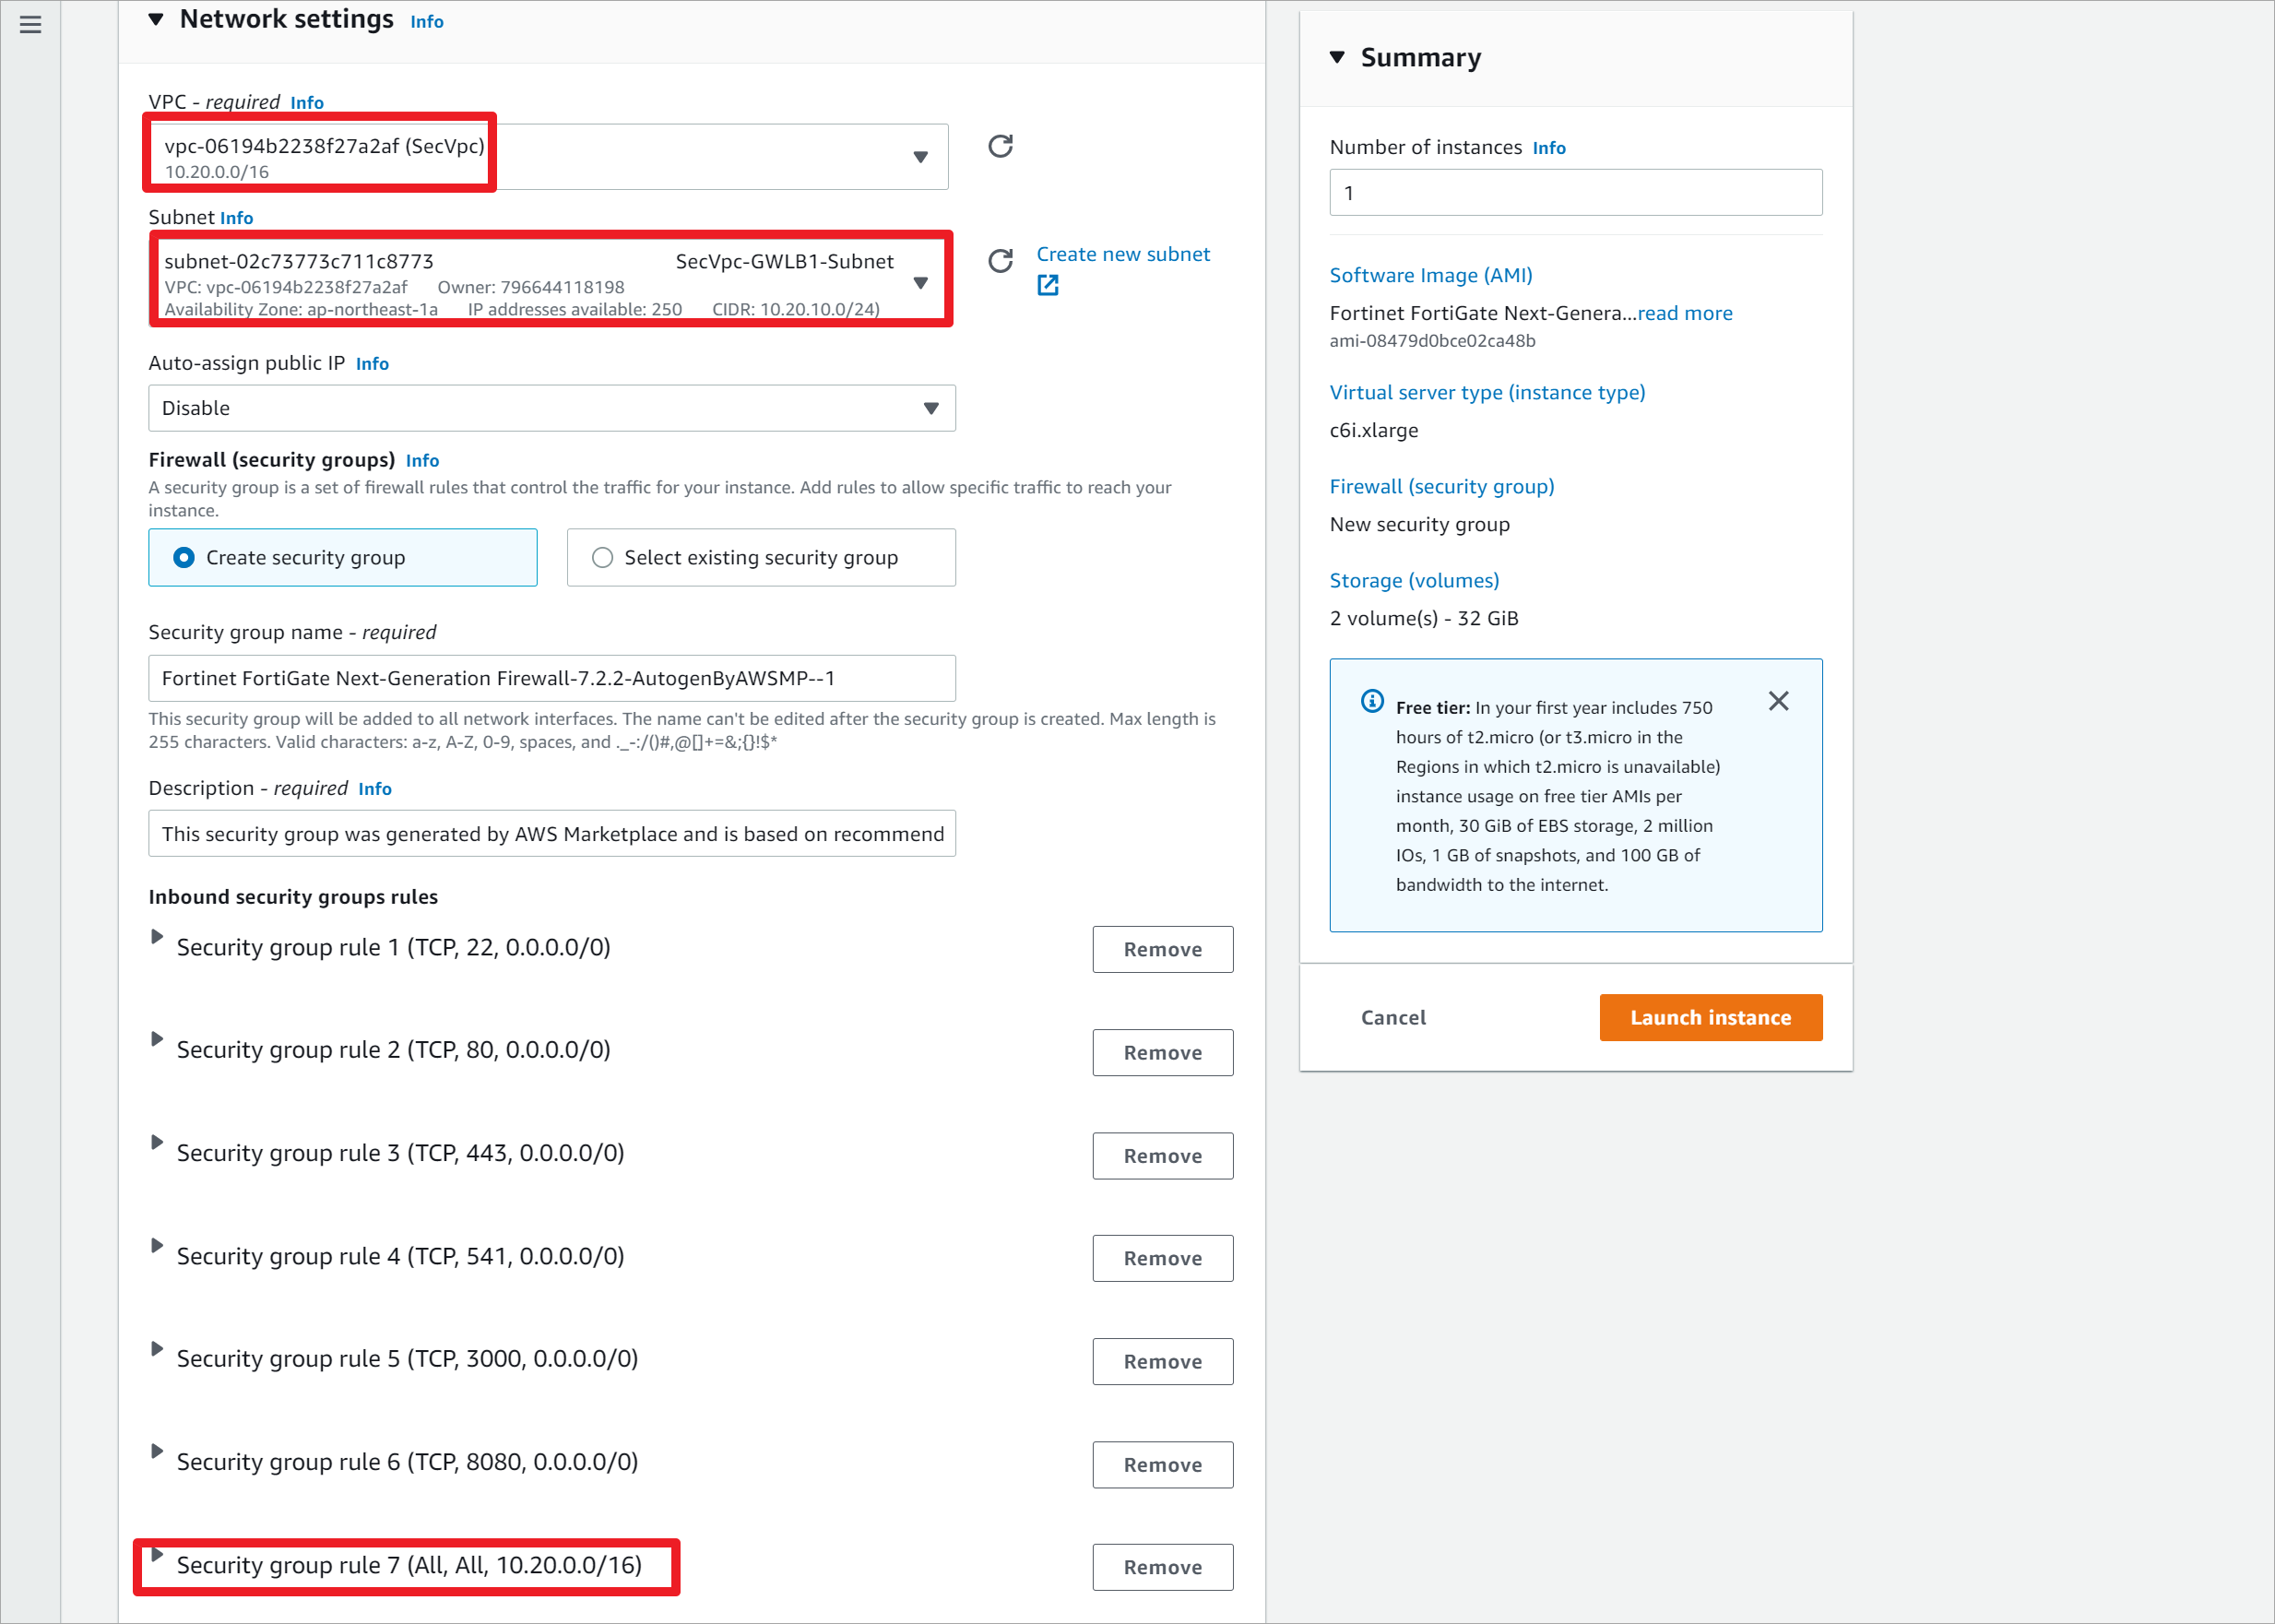 Network settings Info
VPC - required Info
vpc-06194b2238f27a2af (SecVpc)
10.20.0.0/16
Subnet Info
subnet-02c73773c711c8773 SecVpc-GWLB1-Subnet
VPC: vpc-06194b2238f27a2af Owner: 796644118198
Availability Zone: ap-northeast-1a IP addresses available: 250 CIDR: 10.20.10.0/24)
Create new subnet
Auto-assign public IP Info
Disable
Firewall (security groups) Info
A security group is a set of firewall rules that control the traffic for your instance. Add rules to allow specific traffic to reach your
instance.
Create security group
Select existing security group
Security group name - required
Fortinet FortiGate Next-Generation Firewall-7.2.2-AutogenByAWSMP--1
This security group will be added to all network interfaces. The name can't be edited after the security group is created. Max length is
255 characters. Valid characters: a-z, A-Z, 0-9, spaces, and ._-:/()#,@[]+=&;{}!$*
Description - required Info
This security group was generated by AWS Marketplace and is based on recommend
Inbound security groups rules
Security group rule 1 (TCP, 22, 0.0.0.0/0)
Remove
Security group rule 2 (TCP, 80, 0.0.0.0/0)
Remove
Security group rule 3 (TCP, 443, 0.0.0.0/0)
Remove
Security group rule 4 (TCP, 541, 0.0.0.0/0)
Remove
Security group rule 5 (TCP, 3000, 0.0.0.0/0)
Remove
Security group rule 6 (TCP, 8080, 0.0.0.0/0)
Remove
Security group rule 7 (All, All, 10.20.0.0/16)
Remove
Summary
Number of instances Info
1
Software Image (AMI)
Fortinet FortiGate Next-Genera...read more
ami-08479d0bce02ca48b
Virtual server type (instance type)
c6i.xlarge
Firewall (security group)
New security group
Storage (volumes)
2 volume(s) - 32 GiB
Free tier: In your first year includes 750
hours of t2.micro (or t3.micro in the
Regions in which t2.micro is unavailable)
instance usage on free tier AMIs per
month, 30 GiB of EBS storage, 2 million
IOs, 1 GB of snapshots, and 100 GB of
bandwidth to the internet.
Cancel
Launch instance